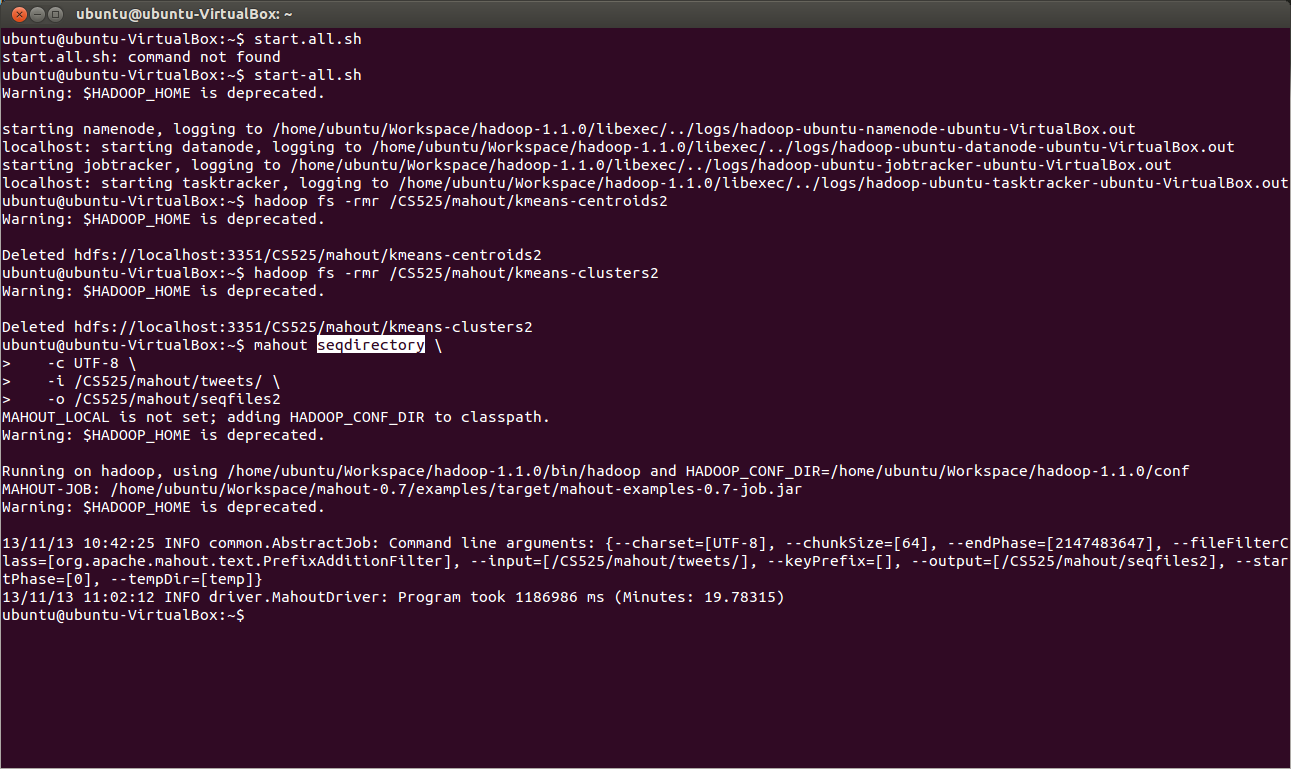 ubuntu@ubuntu-VirtualBox: ~
ubuntu@ubuntu-VirtualBox:~$ start.all.sh
start.all.sh: command not found
ubuntu@ubuntu-VirtualBox:~$ start-all.sh
Warning: $HADOOP_HOME is deprecated.

starting namenode, logging to /home/ubuntu/Workspace/hadoop-1.1.0/libexec/../logs/hadoop-ubuntu-namenode-ubuntu-VirtualBox.out
localhost: starting datanode, logging to /home/ubuntu/Workspace/hadoop-1.1.0/libexec/../logs/hadoop-ubuntu-datanode-ubuntu-VirtualBox.out
starting jobtracker, logging to /home/ubuntu/Workspace/hadoop-1.1.0/libexec/../logs/hadoop-ubuntu-jobtracker-ubuntu-VirtualBox.out
localhost: starting tasktracker, logging to /home/ubuntu/Workspace/hadoop-1.1.0/libexec/../logs/hadoop-ubuntu-tasktracker-ubuntu-VirtualBox.out
ubuntu@ubuntu-VirtualBox:~$ hadoop fs -rmr /CS525/mahout/kmeans-centroids2
Warning: $HADOOP_HOME is deprecated.

Deleted hdfs://localhost:3351/CS525/mahout/kmeans-centroids2
ubuntu@ubuntu-VirtualBox:~$ hadoop fs -rmr /CS525/mahout/kmeans-clusters2
Warning: $HADOOP_HOME is deprecated.

Deleted hdfs://localhost:3351/CS525/mahout/kmeans-clusters2
ubuntu@ubuntu-VirtualBox:~$ mahout seqdirectory \
>    -c UTF-8 \
>    -i /CS525/mahout/tweets/ \
>    -o /CS525/mahout/seqfiles2
MAHOUT_LOCAL is not set; adding HADOOP_CONF_DIR to classpath.
Warning: $HADOOP_HOME is deprecated.

Running on hadoop, using /home/ubuntu/Workspace/hadoop-1.1.0/bin/hadoop and HADOOP_CONF_DIR=/home/ubuntu/Workspace/hadoop-1.1.0/conf
MAHOUT-JOB: /home/ubuntu/Workspace/mahout-0.7/examples/target/mahout-examples-0.7-job.jar
Warning: $HADOOP_HOME is deprecated.

13/11/13 10:42:25 INFO common.AbstractJob: Command line arguments: {--charset=[UTF-8], --chunkSize=[64], --endPhase=[2147483647], --fileFilterC
lass=[org.apache.mahout.text.PrefixAdditionFilter], --input=[/CS525/mahout/tweets/], --keyPrefix=[], --output=[/CS525/mahout/seqfiles2], --star
tPhase=[0], --tempDir=[temp]}
13/11/13 11:02:12 INFO driver.MahoutDriver: Program took 1186986 ms (Minutes: 19.78315)
ubuntu@ubuntu-VirtualBox:~$